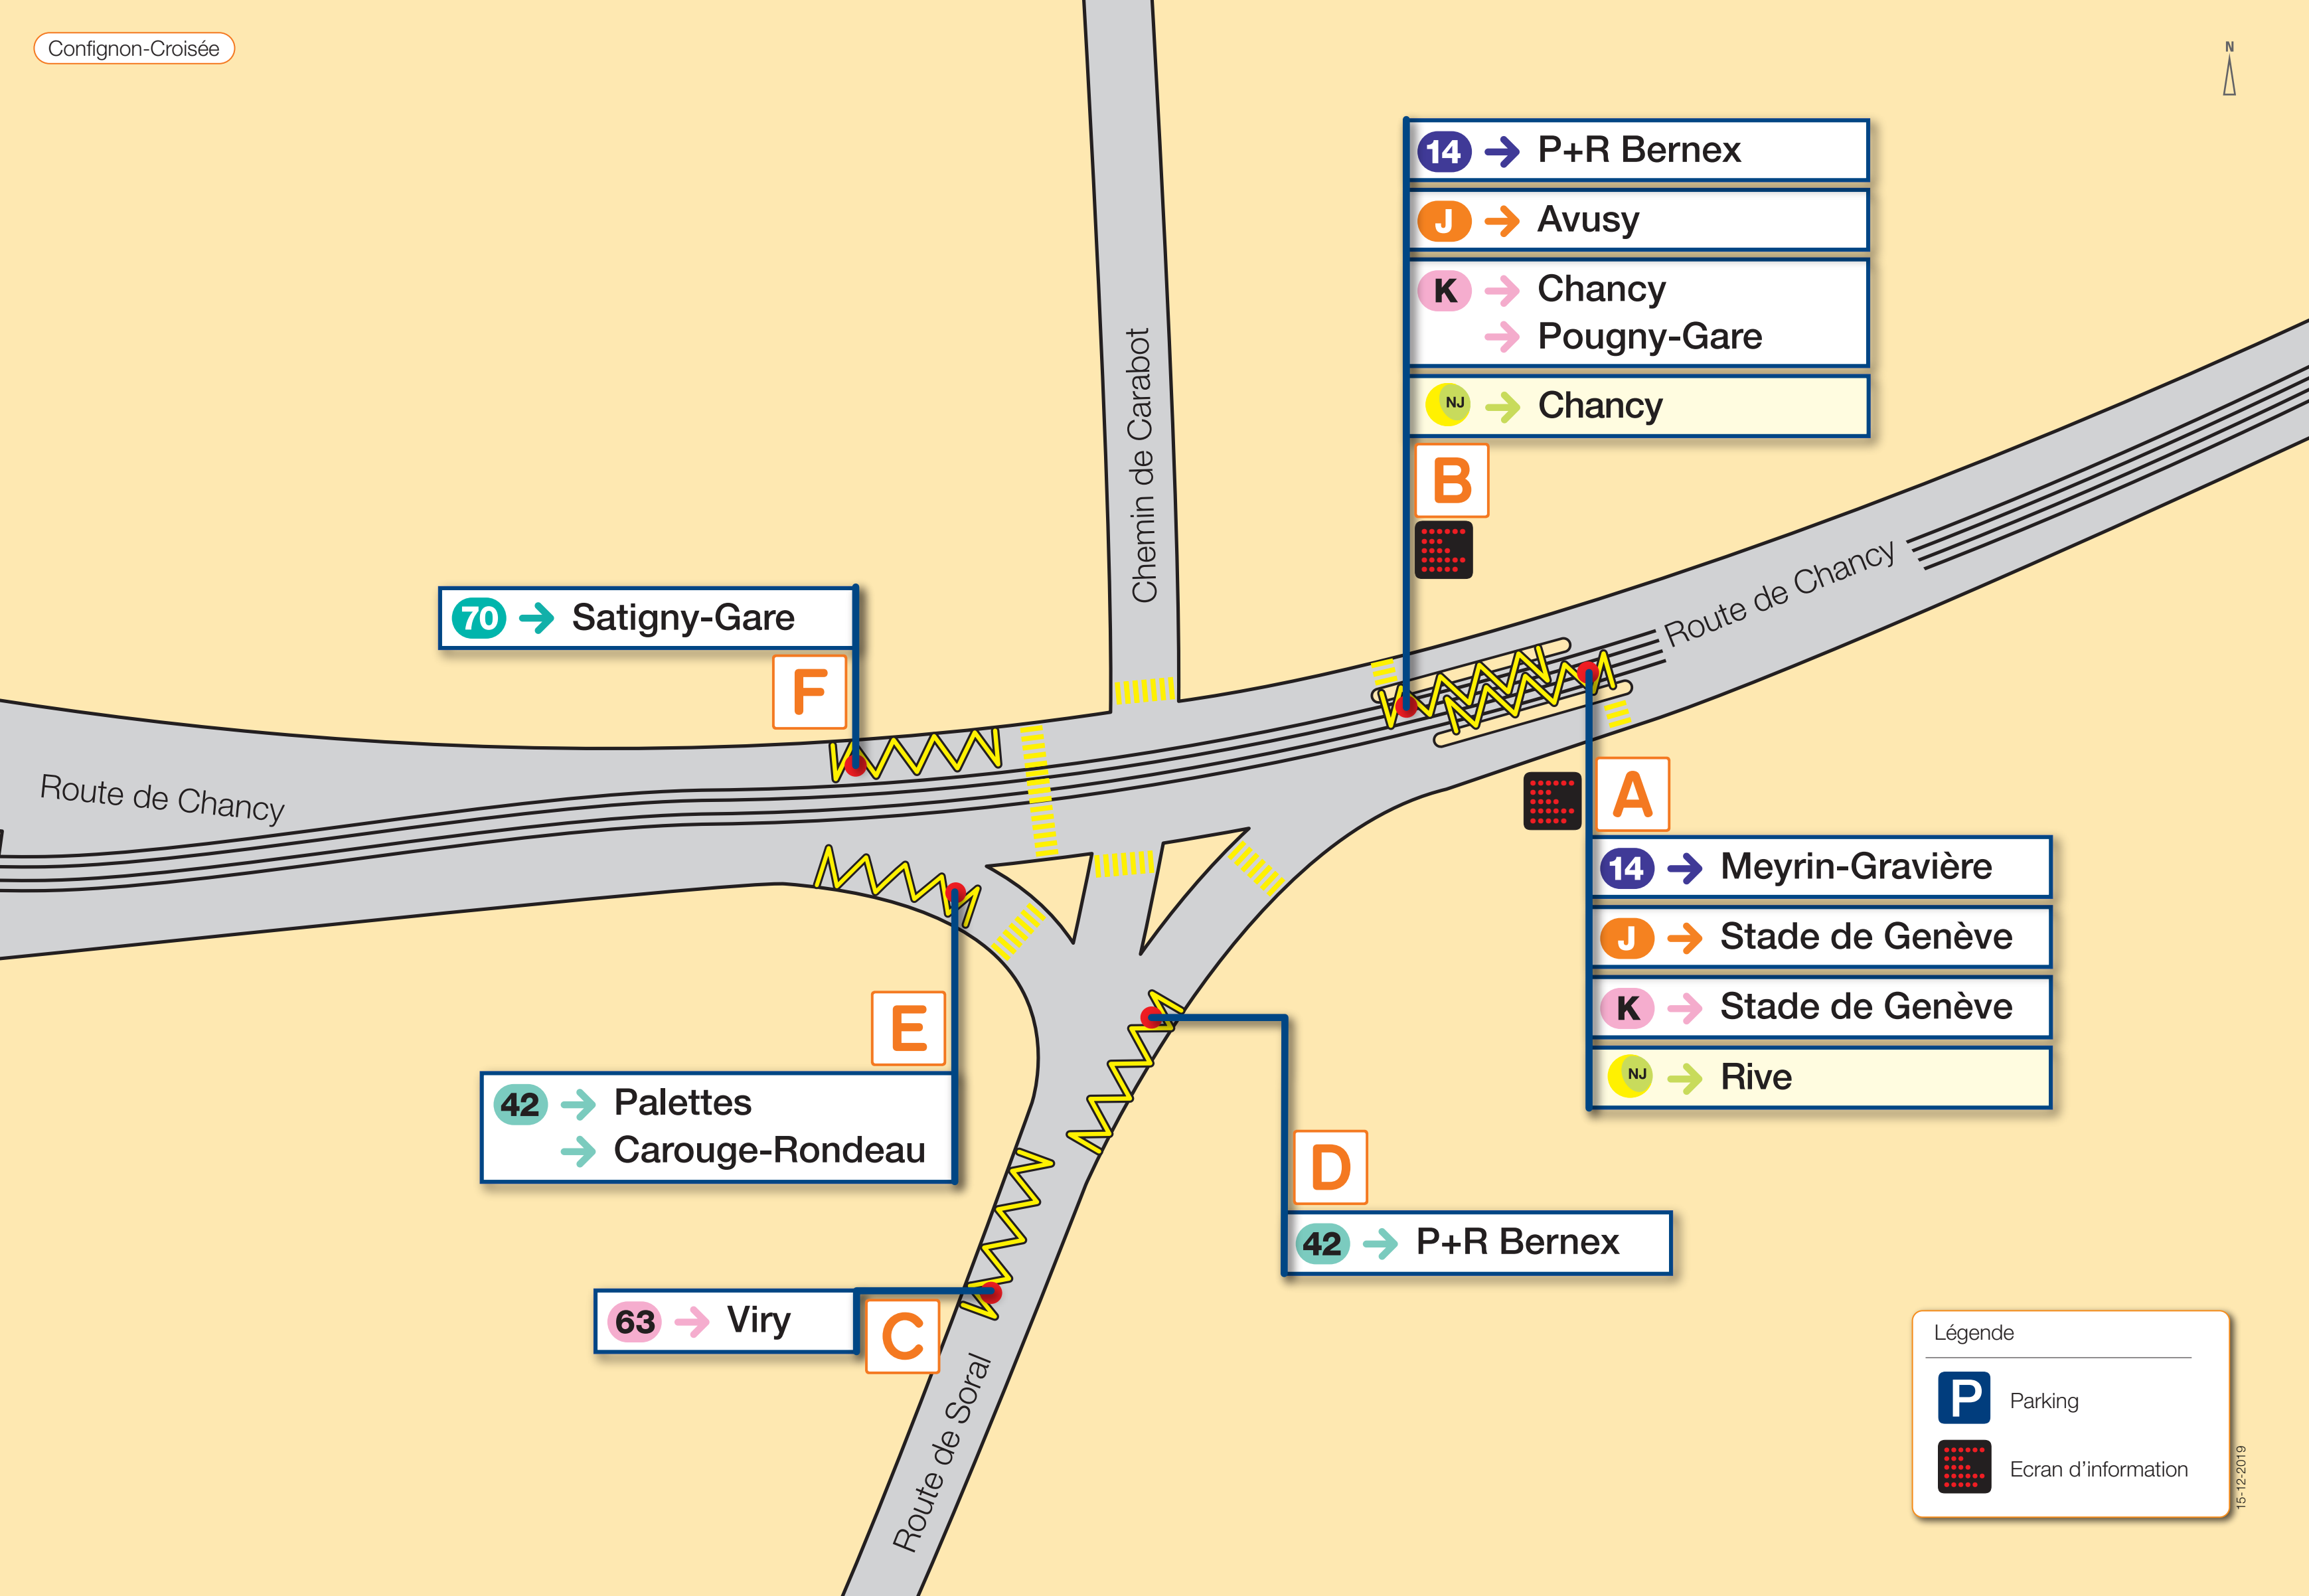 Confignon-Croisée
N
14 → P+R Bernex
J → Avusy
K → Chancy
→ Pougny-Gare
NJ → Chancy
B
Chemin de Carabot
Route de Chancy
70 → Satigny-Gare
F
Route de Chancy
A
14 → Meyrin-Gravière
J → Stade de Genève
K → Stade de Genève
NJ → Rive
E
42 → Palettes
→ Carouge-Rondeau
D
42 → P+R Bernex
63 → Viry
C
Route de Soral
Légende
P Parking
Ecran d’information
15-12-2019